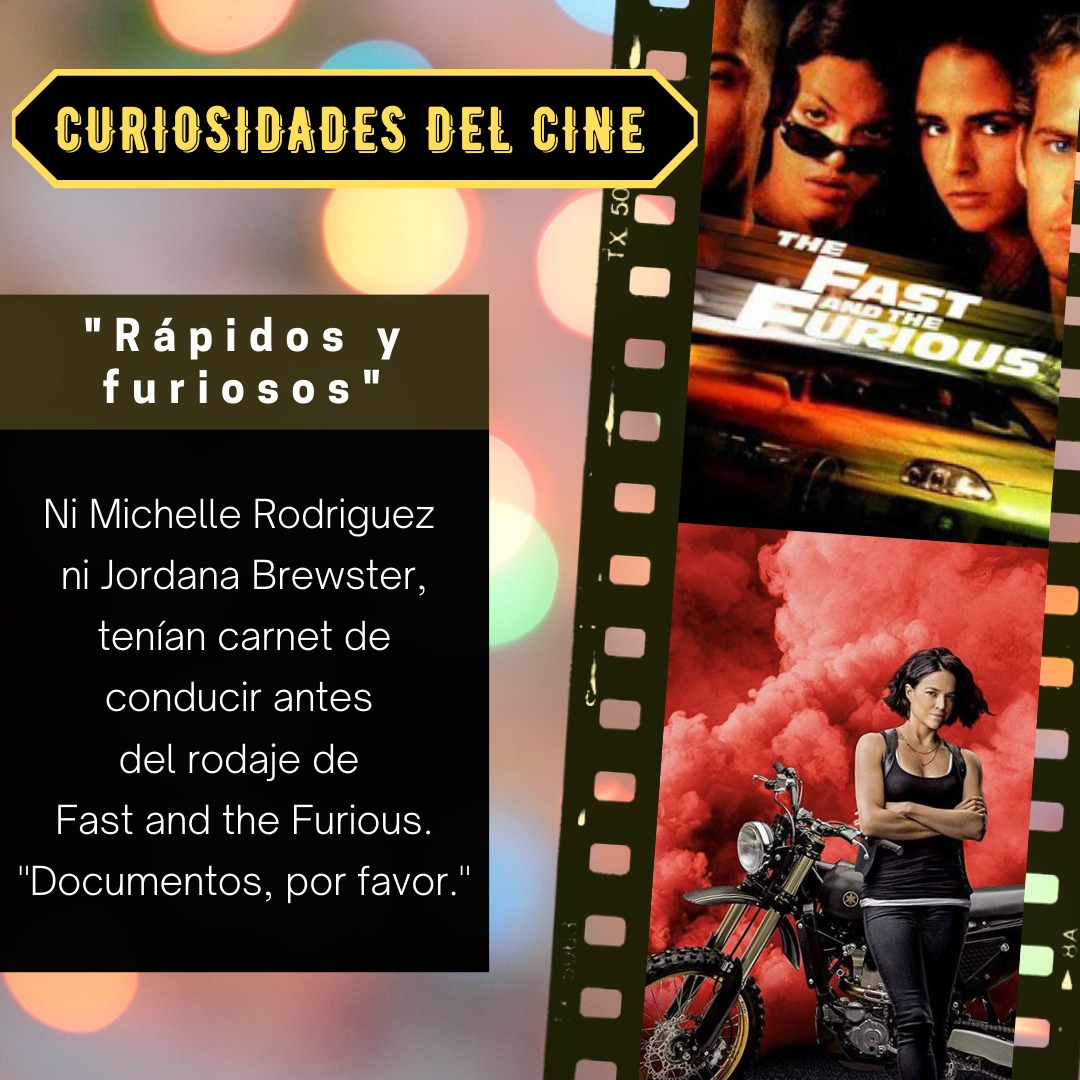 CURIOSIDADES DEL CINE
"Rápidos y
furiosos"
Ni Michelle Rodriguez
ni Jordana Brewster,
tenían carnet de
conducir antes
del rodaje de
Fast and the Furious.
"Documentos, por favor."
TX 50
THE
FAST
AND THE
FURIOUS
8A